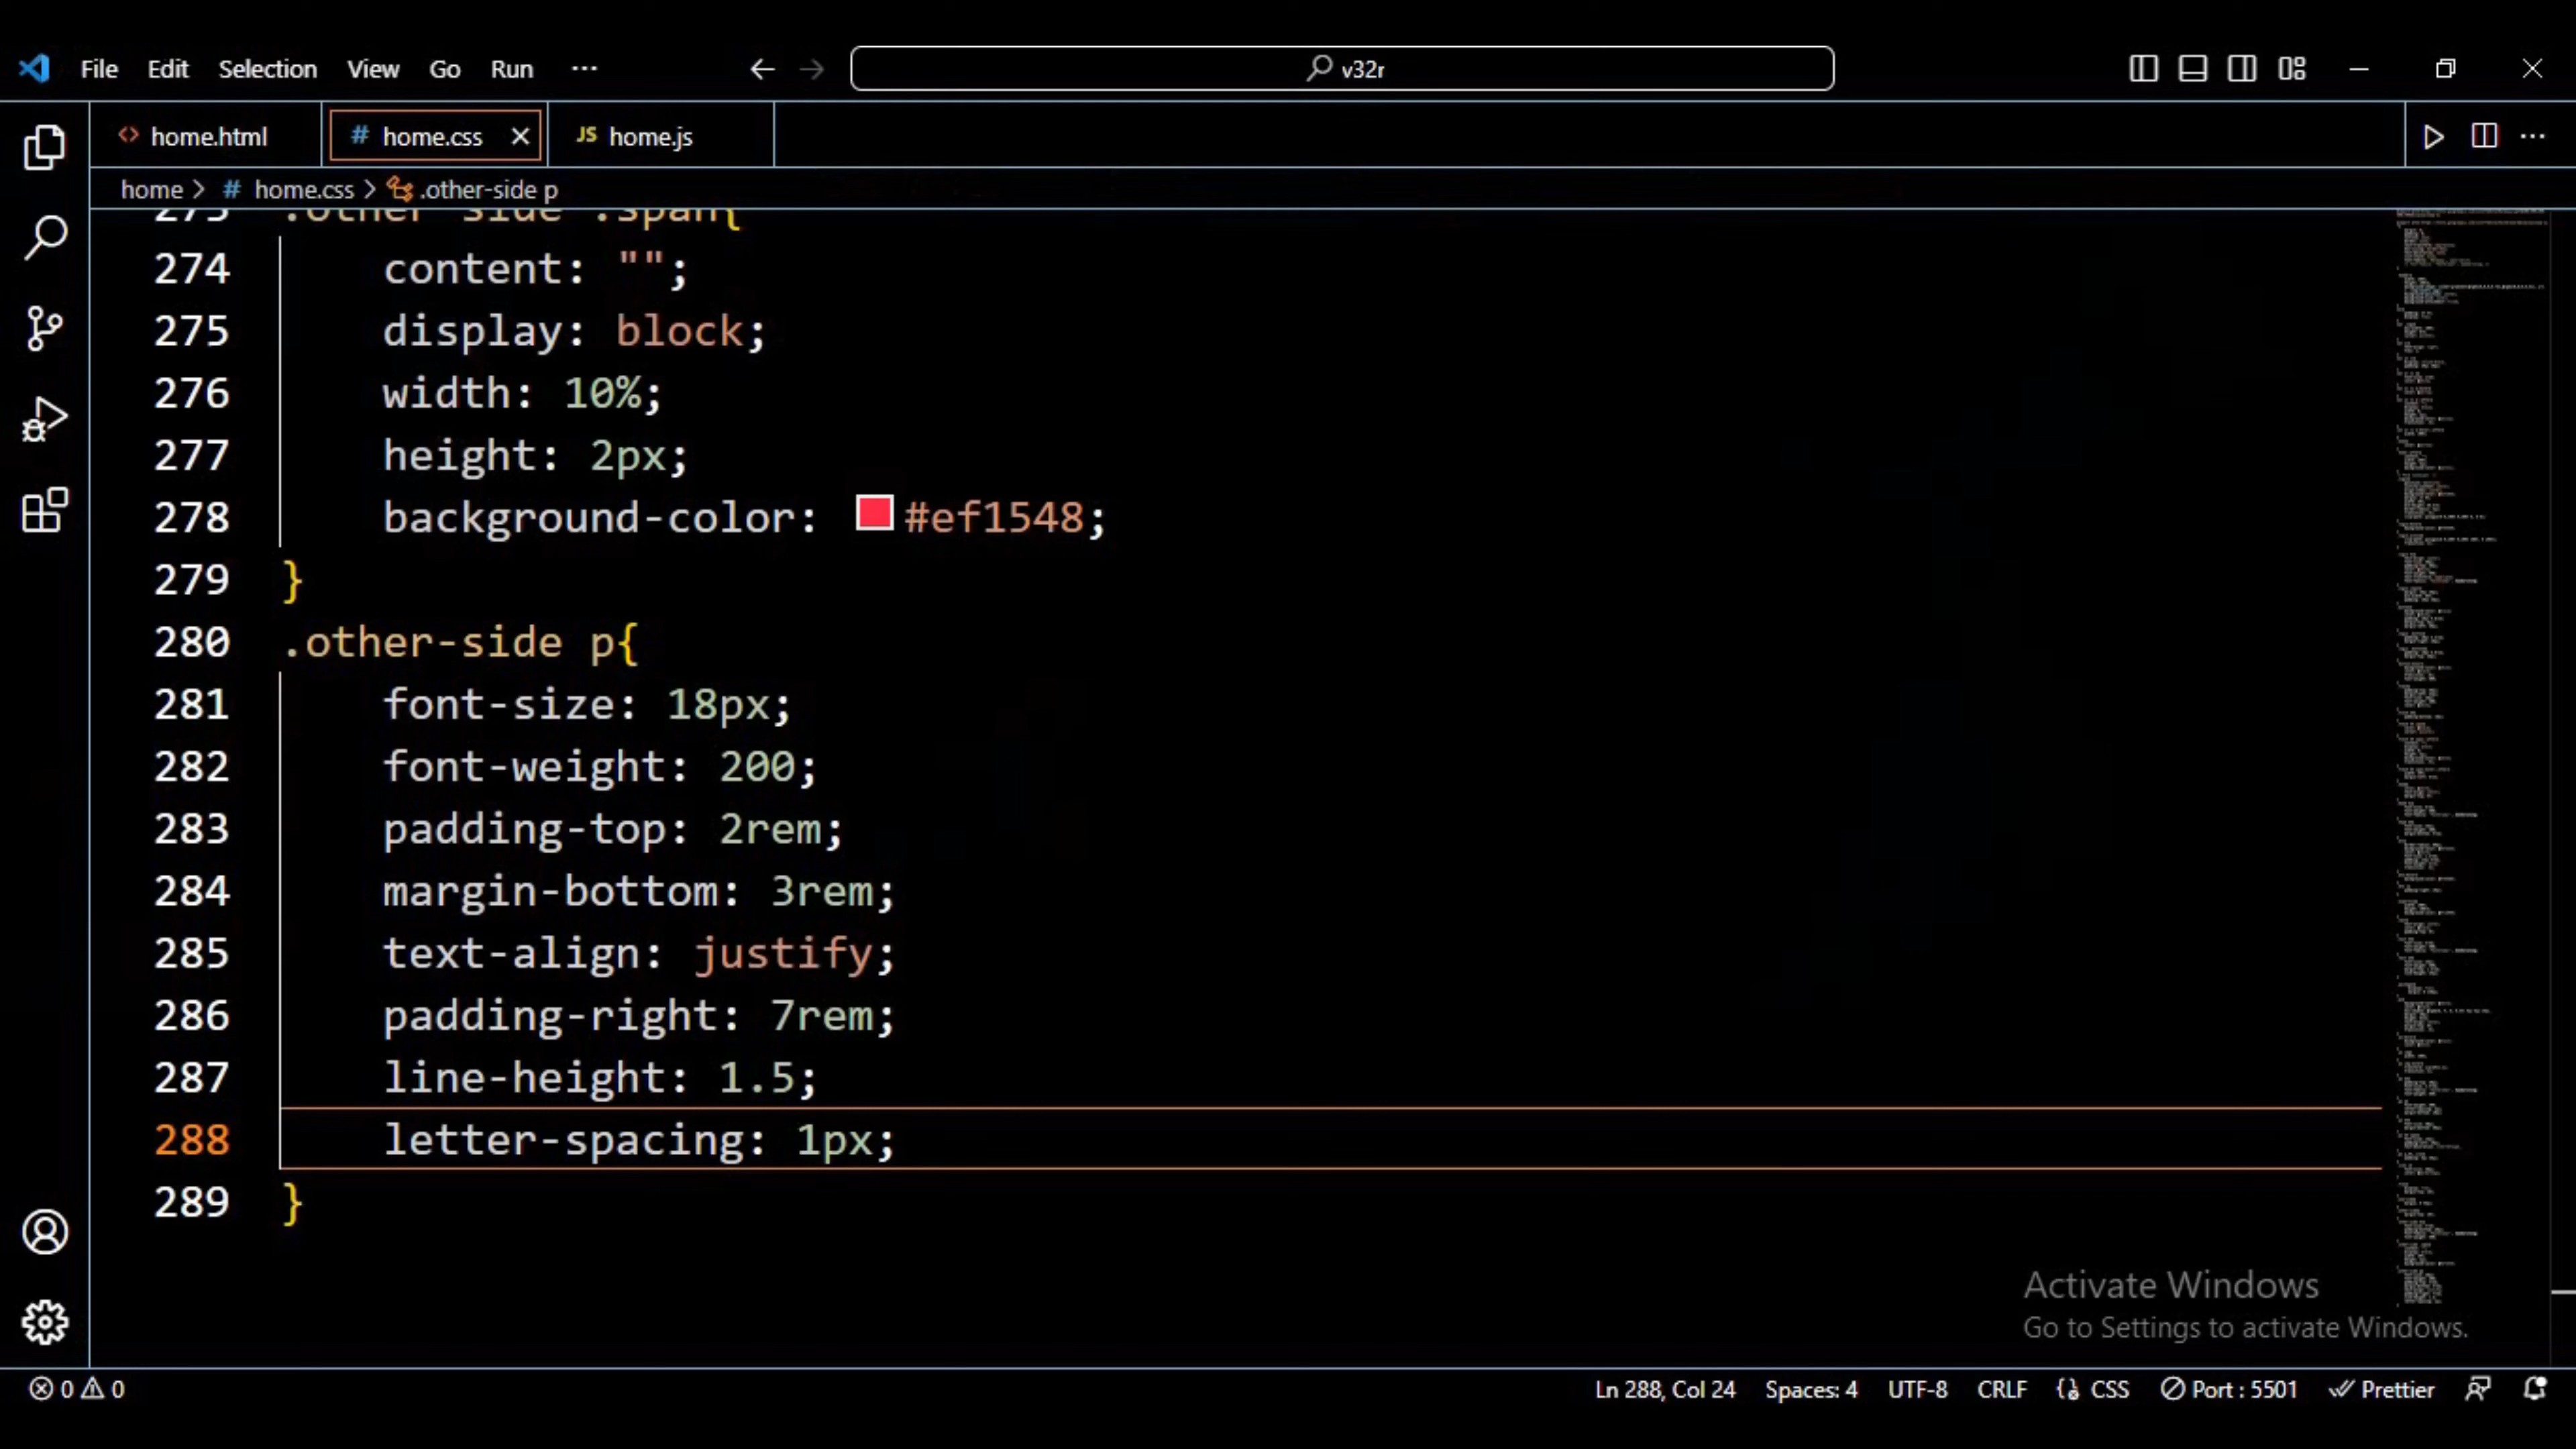 File Edit Selection View Go Run ··· v32r
home.html # home.css JS home.js
home > # home.css > .other-side p
.span{
274 content: "";
275 display: block;
276 width: 10%;
277 height: 2px;
278 background-color: #ef1548;
279 }
280 .other-side p{
281 font-size: 18px;
282 font-weight: 200;
283 padding-top: 2rem;
284 margin-bottom: 3rem;
285 text-align: justify;
286 padding-right: 7rem;
287 line-height: 1.5;
288 letter-spacing: 1px;
289 }
Activate Windows
Go to Settings to activate Windows.
0 0 Ln 288, Col 24 Spaces: 4 UTF-8 CRLF CSS Port : 5501 Prettier